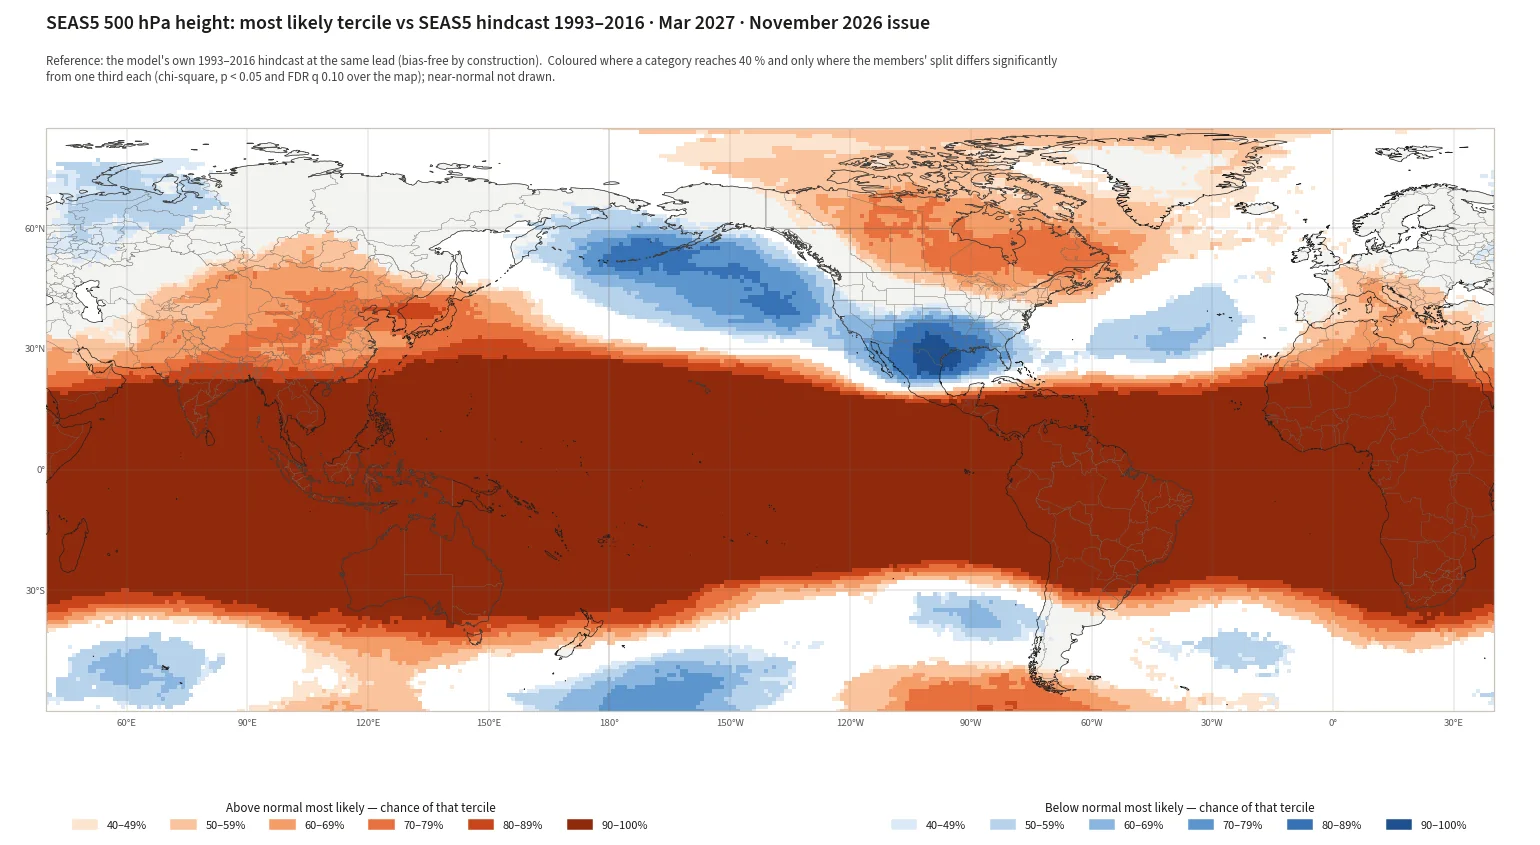 SEAS5 500 hPa height: most likely tercile vs SEAS5 hindcast 1993–2016 · Mar 2027 · November 2026 issue
Reference: the model's own 1993–2016 hindcast at the same lead (bias-free by construction).  Coloured where a category reaches 40 % and only where the members' split differs significantly
from one third each (chi-square, p < 0.05 and FDR q 0.10 over the map); near-normal not drawn.
60°N
30°N
0°
30°S
60°E 90°E 120°E 150°E 180° 150°W 120°W 90°W 60°W 30°W 0° 30°E
Above normal most likely — chance of that tercile
40–49% 50–59% 60–69% 70–79% 80–89% 90–100%
Below normal most likely — chance of that tercile
40–49% 50–59% 60–69% 70–79% 80–89% 90–100%